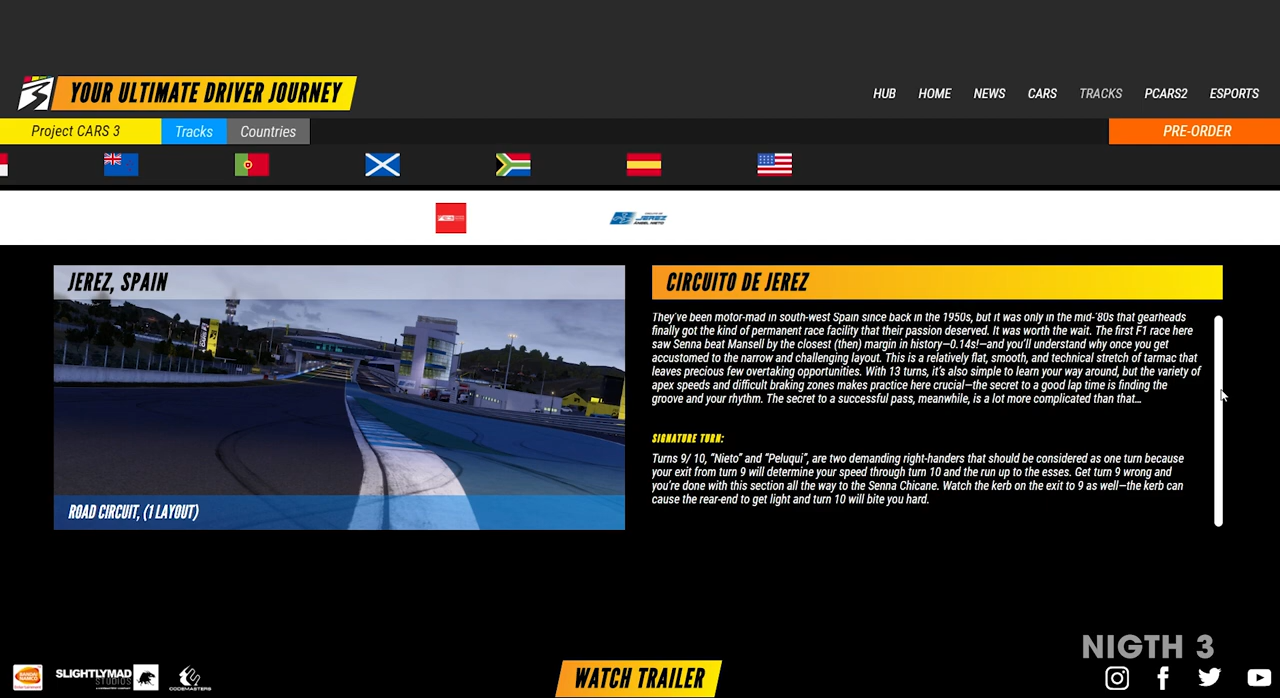 YOUR ULTIMATE DRIVER JOURNEY
HUB HOME NEWS CARS TRACKS PCARS2 ESPORTS
Project CARS 3 Tracks Countries PRE-ORDER
JEREZ
ANGEL NIETO
JEREZ, SPAIN
ROAD CIRCUIT, (1 LAYOUT)
CIRCUITO DE JEREZ
They've been motor-mad in south-west Spain since back in the 1950s, but it was only in the mid-'80s that gearheads
finally got the kind of permanent race facility that their passion deserved. It was worth the wait. The first F1 race here
saw Senna beat Mansell by the closest (then) margin in history—0.14s!—and you'll understand why once you get
accustomed to the narrow and challenging layout. This is a relatively flat, smooth, and technical stretch of tarmac that
leaves precious few overtaking opportunities. With 13 turns, it's also simple to learn your way around, but the variety of
apex speeds and difficult braking zones makes practice here crucial—the secret to a good lap time is finding the
groove and your rhythm. The secret to a successful pass, meanwhile, is a lot more complicated than that...
SIGNATURE TURN:
Turns 9/ 10, "Nieto" and "Peluqui", are two demanding right-handers that should be considered as one turn because
your exit from turn 9 will determine your speed through turn 10 and the run up to the esses. Get turn 9 wrong and
you're done with this section all the way to the Senna Chicane. Watch the kerb on the exit to 9 as well—the kerb can
cause the rear-end to get light and turn 10 will bite you hard.
NIGTH 3
BANDAI
NAMCO
SLIGHTLYMAD
STUDIOS
CODEMASTERS
WATCH TRAILER